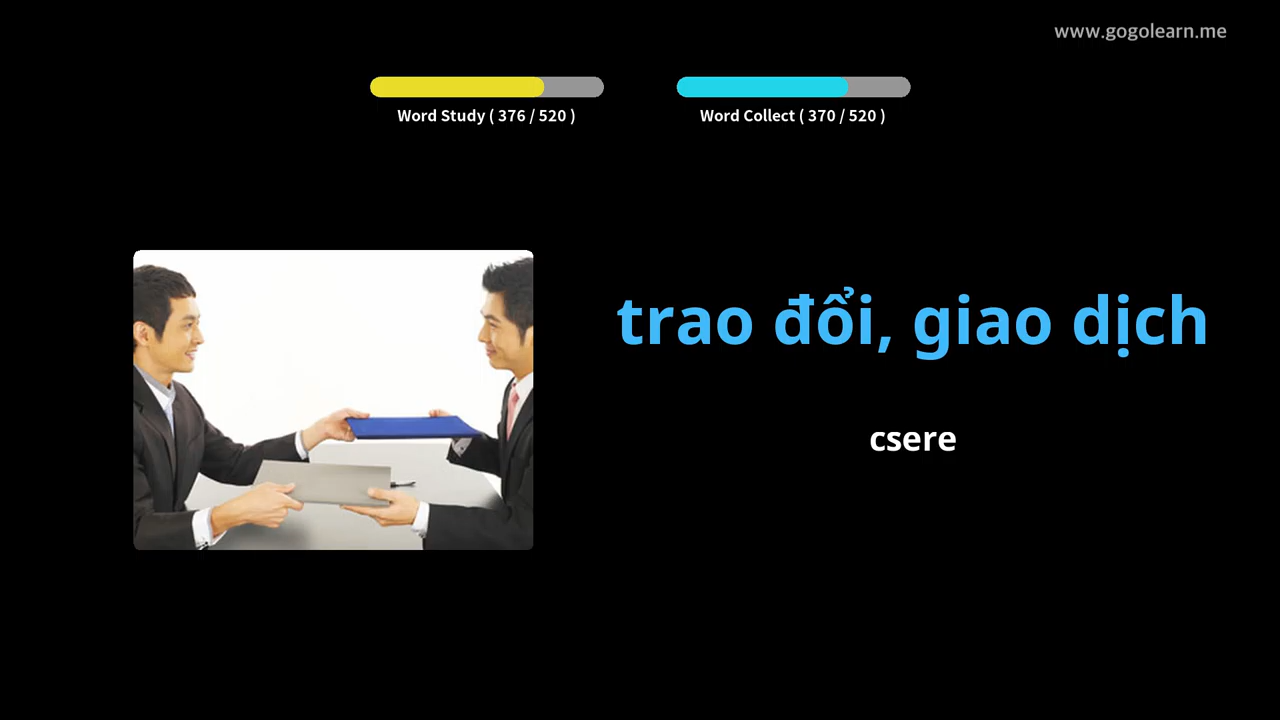 www.gogolearn.me
Word Study ( 376 / 520 )
Word Collect ( 370 / 520 )
trao đổi, giao dịch
csere